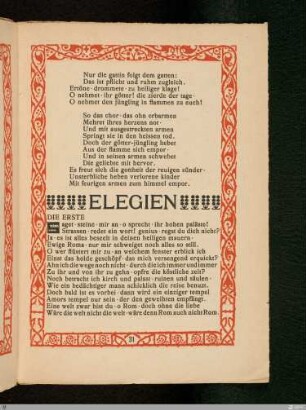 Nur die gattin folgt dem gatten:
Das ist pflicht und ruhm zugleich.
Ertöne · drommete · zu heiliger klage!
O nehmet · ihr götter! die zierde der tage ·
O nehmet den jüngling in flammen zu euch!
So das chor · das ohn erbarmen
Mehret ihres herzens not ·
Und mit ausgestreckten armen
Springt sie in den heissen tod.
Doch der götter-jüngling hebet
Aus der flamme sich empor ·
Und in seinen armen schwebet
Die geliebte mit hervor.
Es freut sich die gottheit der reuigen sünder ·
Unsterbliche heben verlorene kinder
Mit feurigen armen zum himmel empor.
ELEGIEN
DIE ERSTE
Saget · steine · mir an · o sprecht · ihr hohen paläste!
Strassen · redet ein wort! genius · regst du dich nicht?
Ja · es ist alles beseelt in deinen heiligen mauern ·
Ewige Roma · nur mir schweiget noch alles so still.
O wer flüstert mir zu · an welchem fenster erblick ich
Einst das holde geschöpf · das mich versengend erquickt?
Ahn ich die wege noch nicht · durch die ich immer und immer
Zu ihr und von ihr zu gehn · opfre die köstliche zeit?
Noch betracht ich kirch und palast · ruinen und säulen ·
Wie ein bedächtiger mann schicklich die reise benuzt.
Doch bald ist es vorbei · dann wird ein einziger tempel
Amors tempel nur sein · der den geweihten empfängt.
Eine welt zwar bist du · o Rom · doch ohne die liebe
Wäre die welt nicht die welt · wäre denn Rom auch nicht Rom.